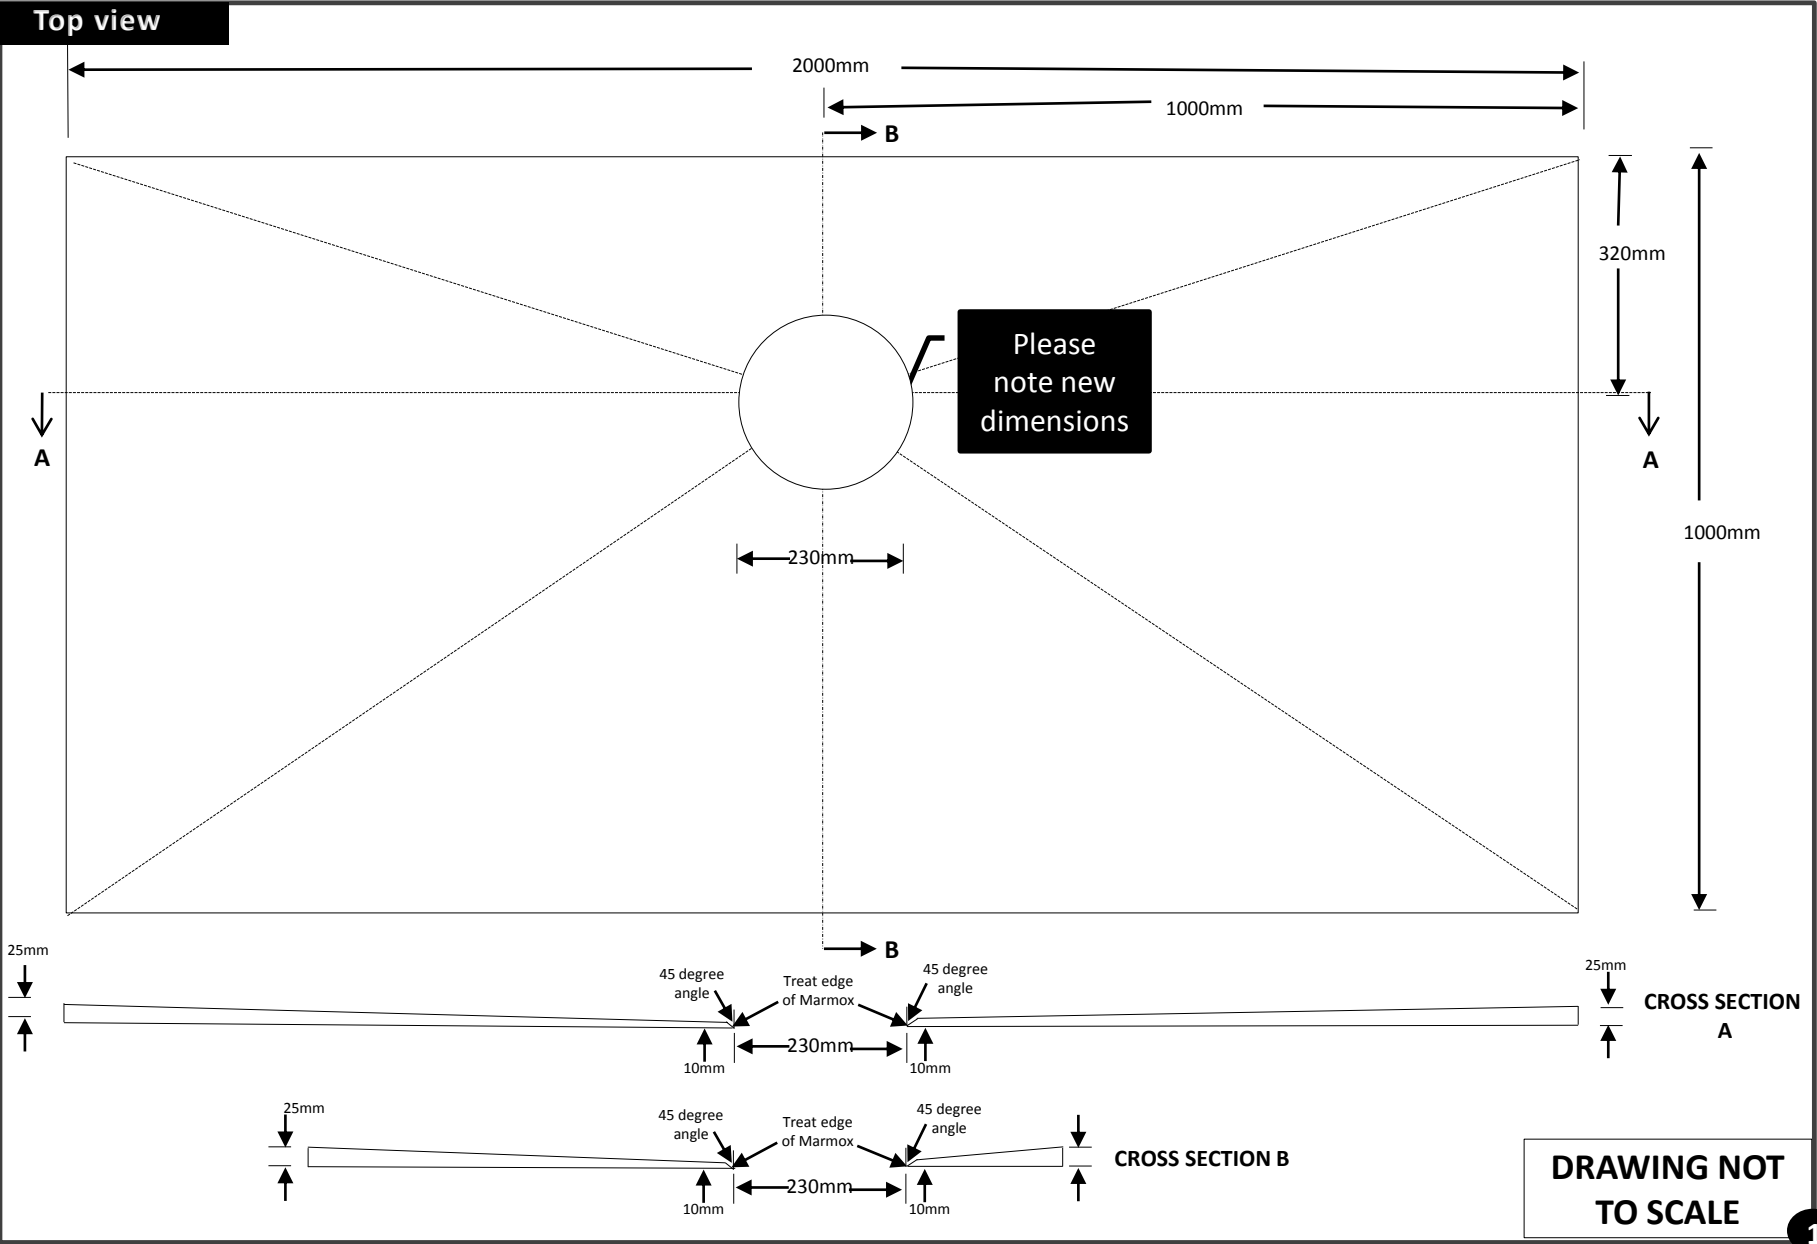 Top view
2000mm
1000mm
B
320mm
Please
note new
dimensions
A
A
1000mm
230mm
B
25mm
45 degree
angle
Treat edge
of Marmox
45 degree
angle
25mm
CROSS SECTION
A
230mm
10mm
10mm
25mm
45 degree
angle
Treat edge
of Marmox
45 degree
angle
CROSS SECTION B
230mm
10mm
10mm
DRAWING NOT
TO SCALE